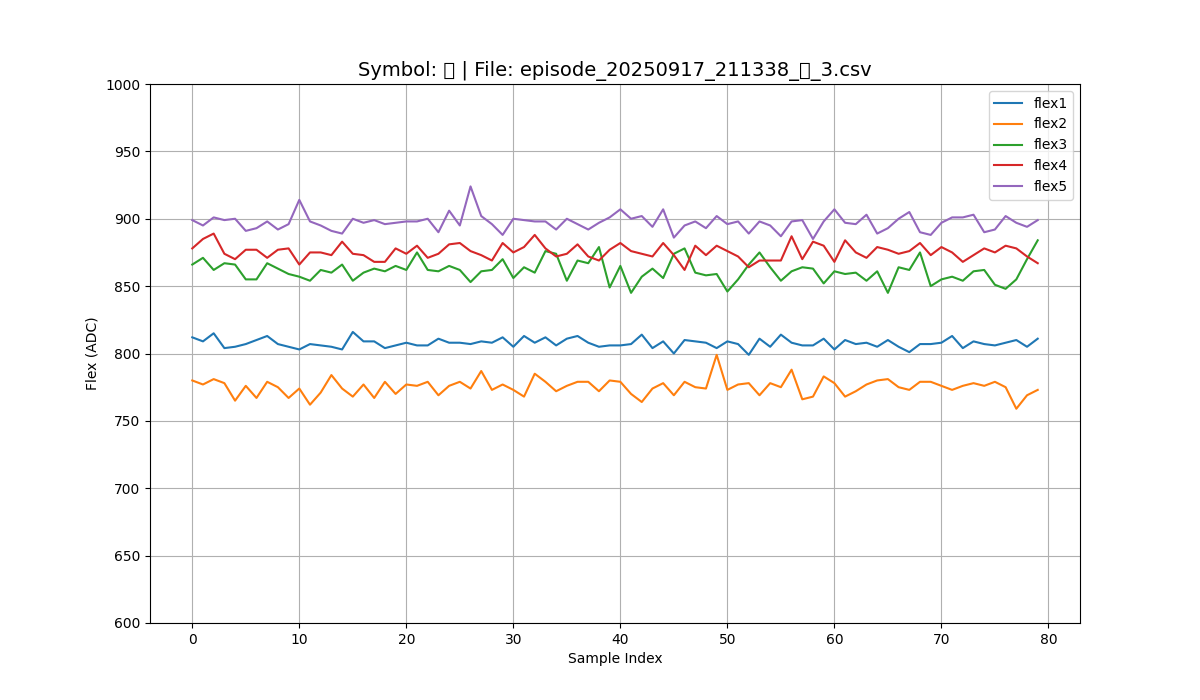 Symbol: □ | File: episode_20250917_211338_□_3.csv
1000
950
900
850
800
750
700
650
600
Flex (ADC)
0 10 20 30 40 50 60 70 80
Sample Index
flex1
flex2
flex3
flex4
flex5